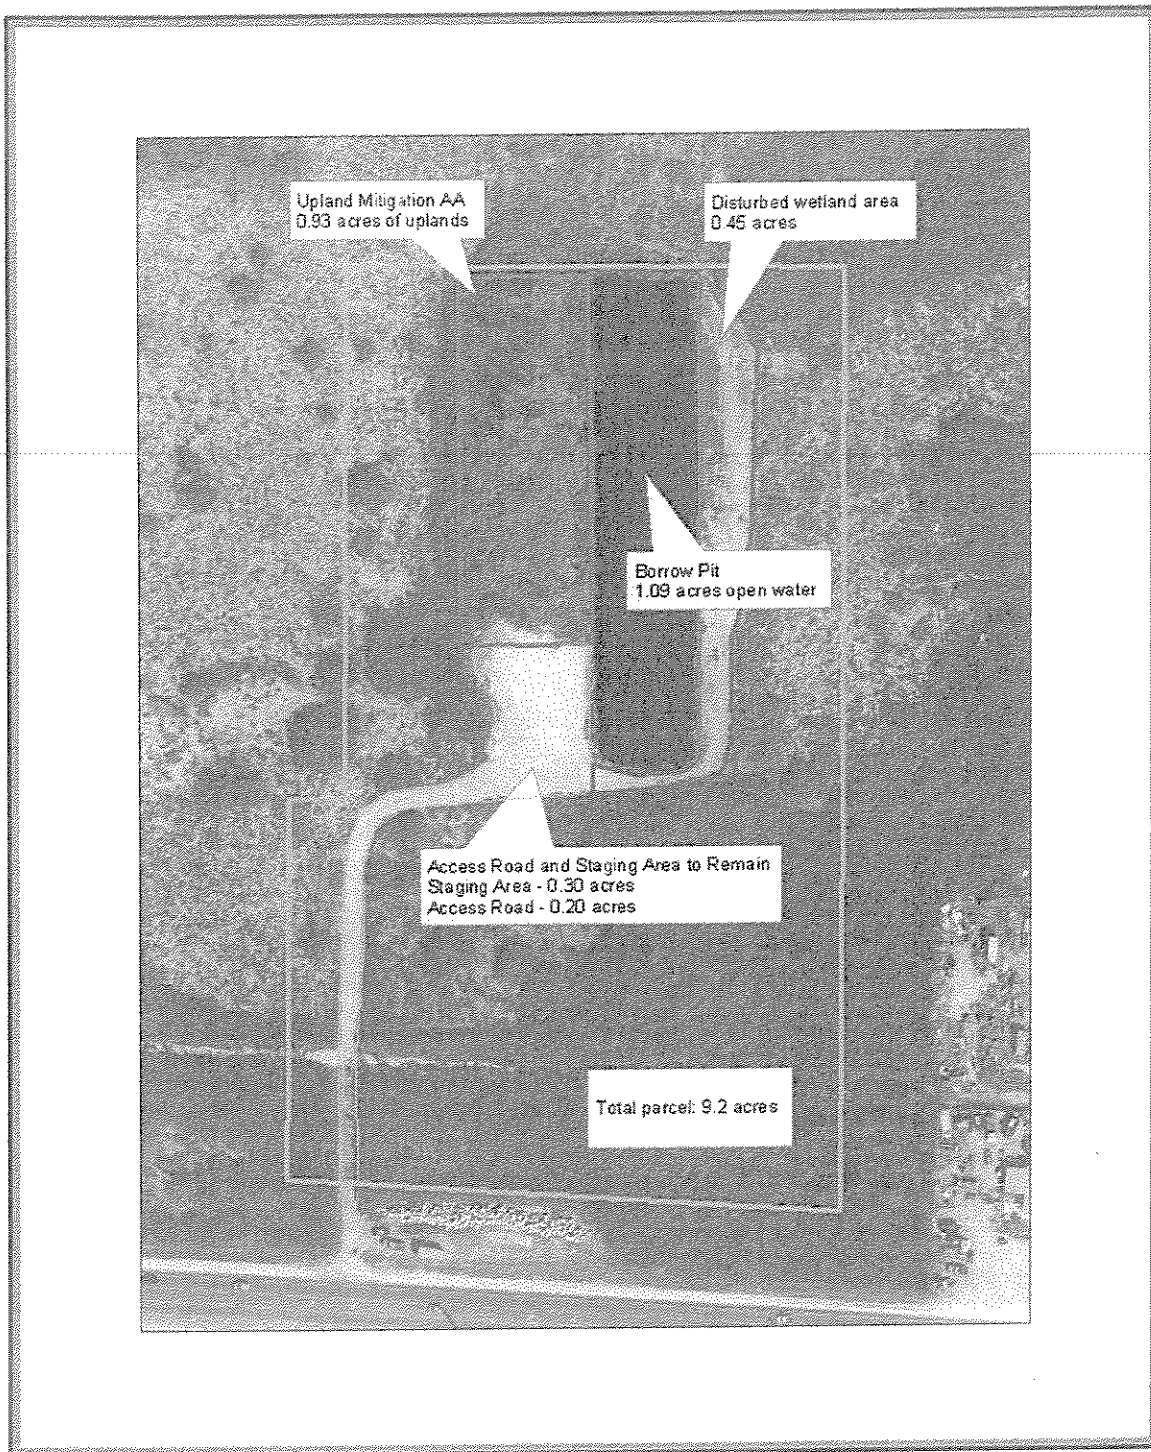 Upland Mitigation AA
0.93 acres of uplands
Disturbed wetland area
0.45 acres
Borrow Pit
1.09 acres open water
Access Road and Staging Area to Remain
Staging Area - 0.30 acres
Access Road - 0.20 acres
Total parcel: 9.2 acres